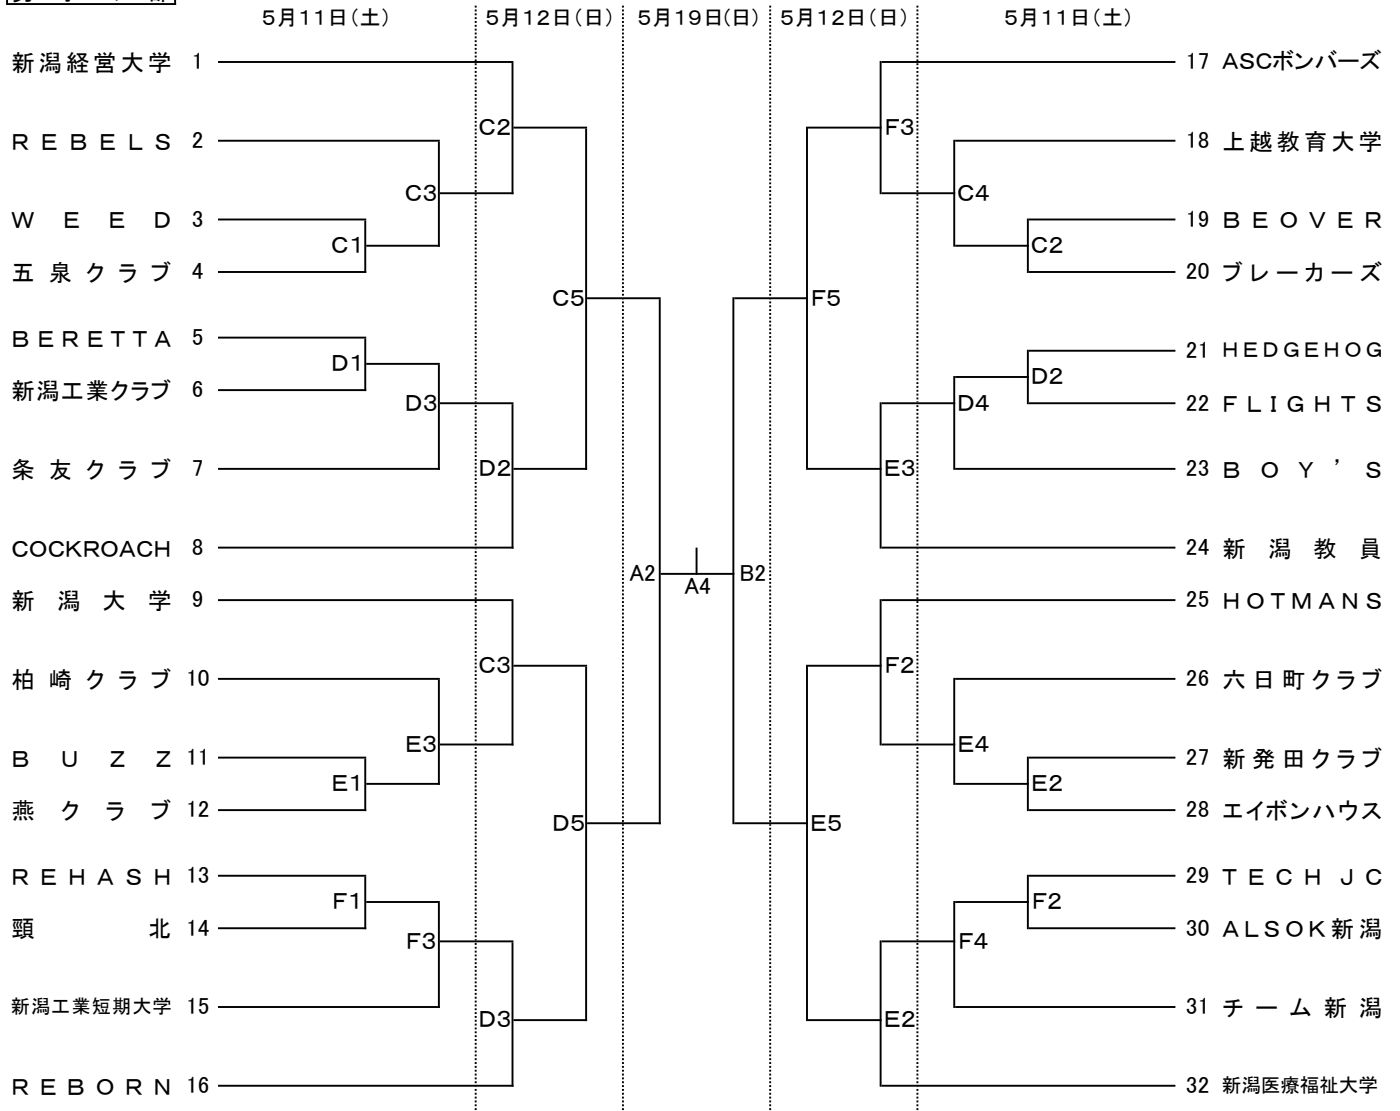 5月11日(土) 5月12日(日) 5月19日(日) 5月12日(日) 5月11日(土)
新潟経営大学 1
17 ASCボンバーズ
C2
F3
REBELS 2
18 上越教育大学
C3
C4
WEED 3
19 BEOVER
C1
C2
五泉クラブ 4
20 ブレーカーズ
C5
F5
BERETTA 5
21 HEDGEHOG
D1
D2
新潟工業クラブ 6
22 FLIGHTS
D3
D4
条友クラブ 7
D2
E3
23 BOY'S
COCKROACH 8
24 新潟教員
A2
A4
B2
新潟大学 9
25 HOTMANS
C3
F2
柏崎クラブ 10
26 六日町クラブ
E3
E4
BUZZ 11
27 新発田クラブ
E1
E2
燕クラブ 12
28 エイボンハウス
D5
E5
REHASH 13
29 TECH JC
F1
F2
頸北 14
30 ALSOK新潟
F3
F4
新潟工業短期大学 15
31 チーム新潟
D3
E2
REBORN 16
32 新潟医療福祉大学